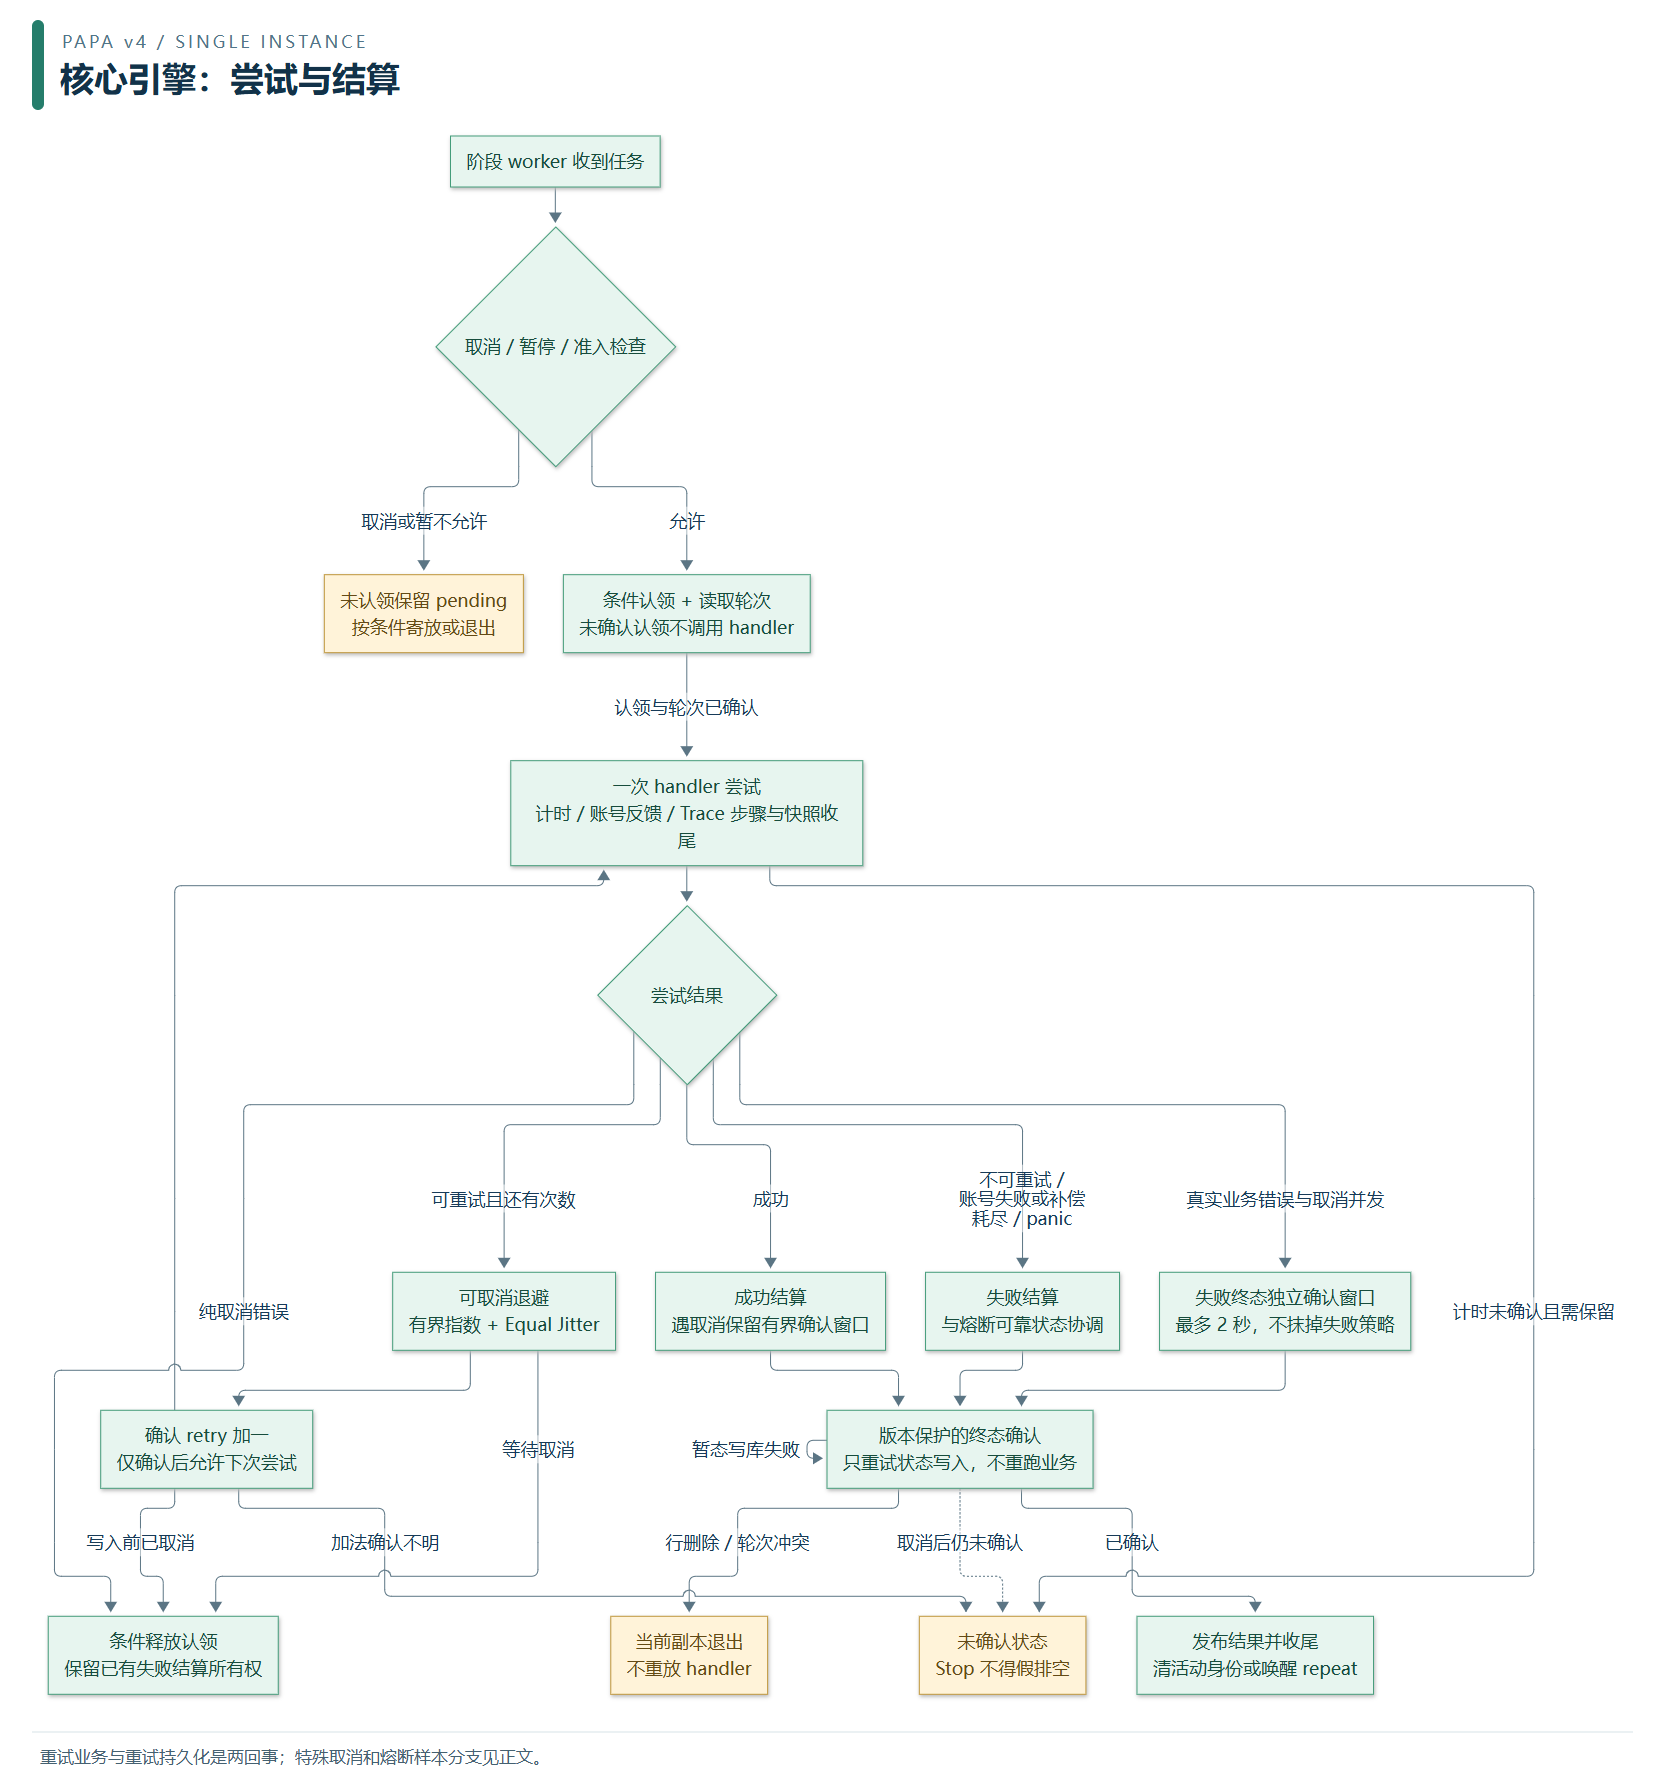 PAPA v4 / SINGLE INSTANCE
核心引擎：尝试与结算
阶段 worker 收到任务
取消 / 暂停 / 准入检查
取消或暂不允许
允许
未认领保留 pending
按条件寄放或退出
条件认领 + 读取轮次
未确认认领不调用 handler
认领与轮次已确认
一次 handler 尝试
计时 / 账号反馈 / Trace 步骤与快照收
尾
尝试结果
可重试且还有次数
成功
不可重试 /
账号失败或补偿
耗尽 / panic
真实业务错误与取消并发
纯取消错误
可取消退避
有界指数 + Equal Jitter
成功结算
遇取消保留有界确认窗口
失败结算
与熔断可靠状态协调
失败终态独立确认窗口
最多 2 秒，不抹掉失败策略
计时未确认且需保留
确认 retry 加一
仅确认后允许下次尝试
等待取消
暂态写库失败
版本保护的终态确认
只重试状态写入，不重跑业务
写入前已取消
加法确认不明
行删除 / 轮次冲突
取消后仍未确认
已确认
条件释放认领
保留已有失败结算所有权
当前副本退出
不重放 handler
未确认状态
Stop 不得假排空
发布结果并收尾
清活动身份或唤醒 repeat
重试业务与重试持久化是两回事；特殊取消和熔断样本分支见正文。